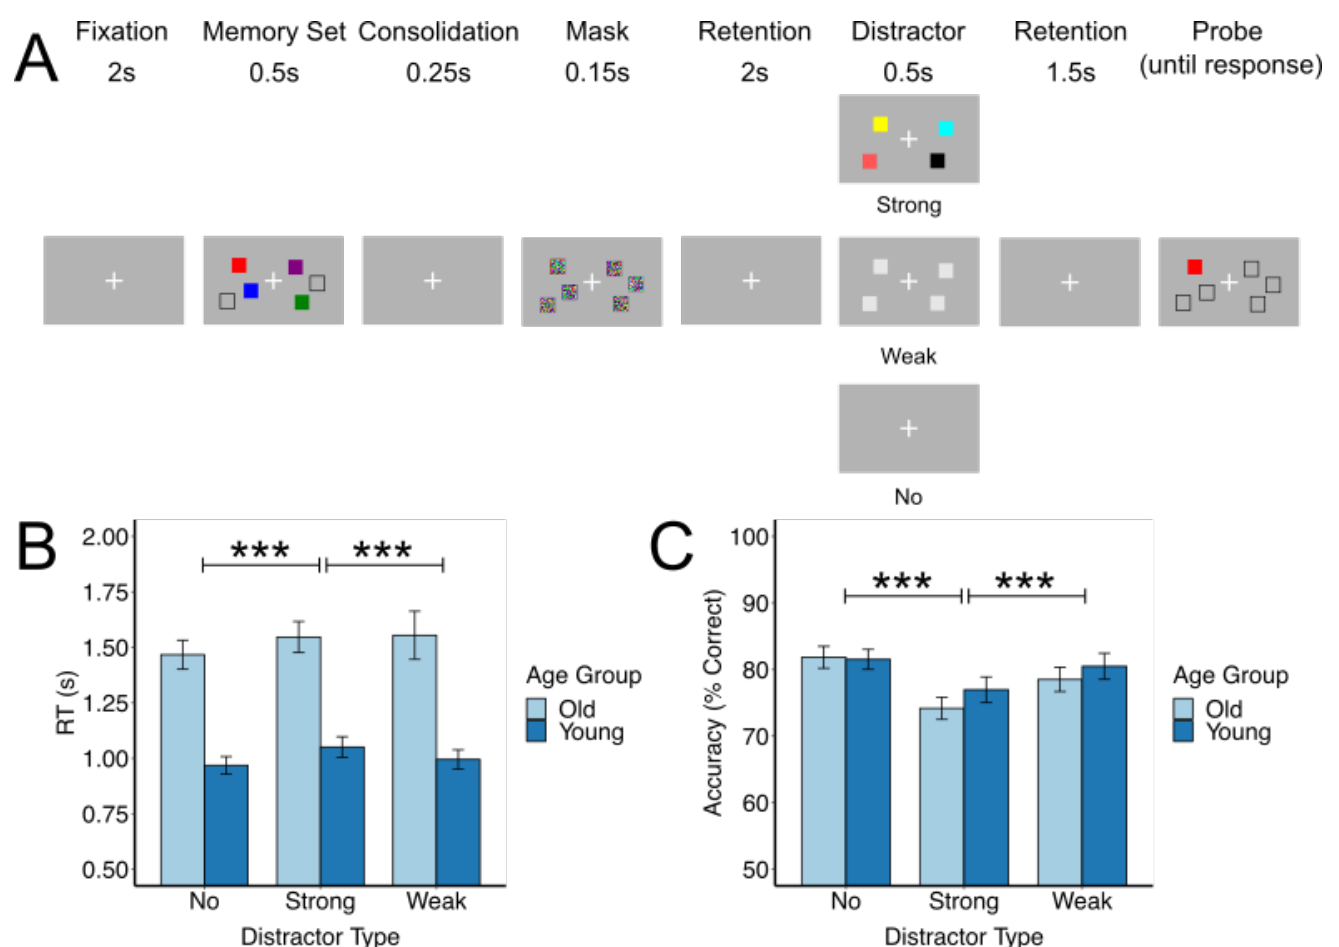 A
Fixation Memory Set Consolidation Mask Retention Distractor Retention Probe
2s 0.5s 0.25s 0.15s 2s 0.5s 1.5s (until response)
Strong
Weak
No
B
RT (s)
2.00
1.75
1.50
1.25
1.00
0.75
0.50
*** ***
No Strong Weak
Distractor Type
Age Group
Old
Young
C
Accuracy (% Correct)
100
90
80
70
60
50
*** ***
No Strong Weak
Distractor Type
Age Group
Old
Young